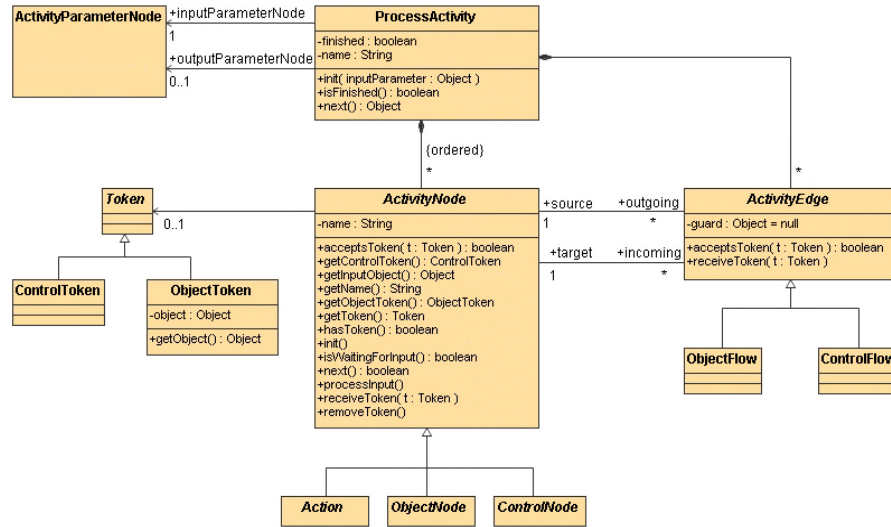 ActivityParameterNode
+inputParameterNode
1
+outputParameterNode
0..1
ProcessActivity
-finished : boolean
-name : String
+init( inputParameter : Object )
+isFinished() : boolean
+next() : Object
{ordered}
*
*
Token
0..1
ControlToken
ObjectToken
-object : Object
+getObject() : Object
ActivityNode
-name : String
+acceptsToken( t : Token ) : boolean
+getControlToken() : ControlToken
+getInputObject() : Object
+getName() : String
+getObjectToken() : ObjectToken
+getToken() : Token
+hasToken() : boolean
+init()
+isWaitingForInput() : boolean
+next() : boolean
+processInput()
+receiveToken( t : Token )
+removeToken()
+source
+outgoing
1
*
+target
+incoming
1
*
ActivityEdge
-guard : Object = null
+acceptsToken( t : Token ) : boolean
+receiveToken( t : Token )
ObjectFlow
ControlFlow
Action
ObjectNode
ControlNode